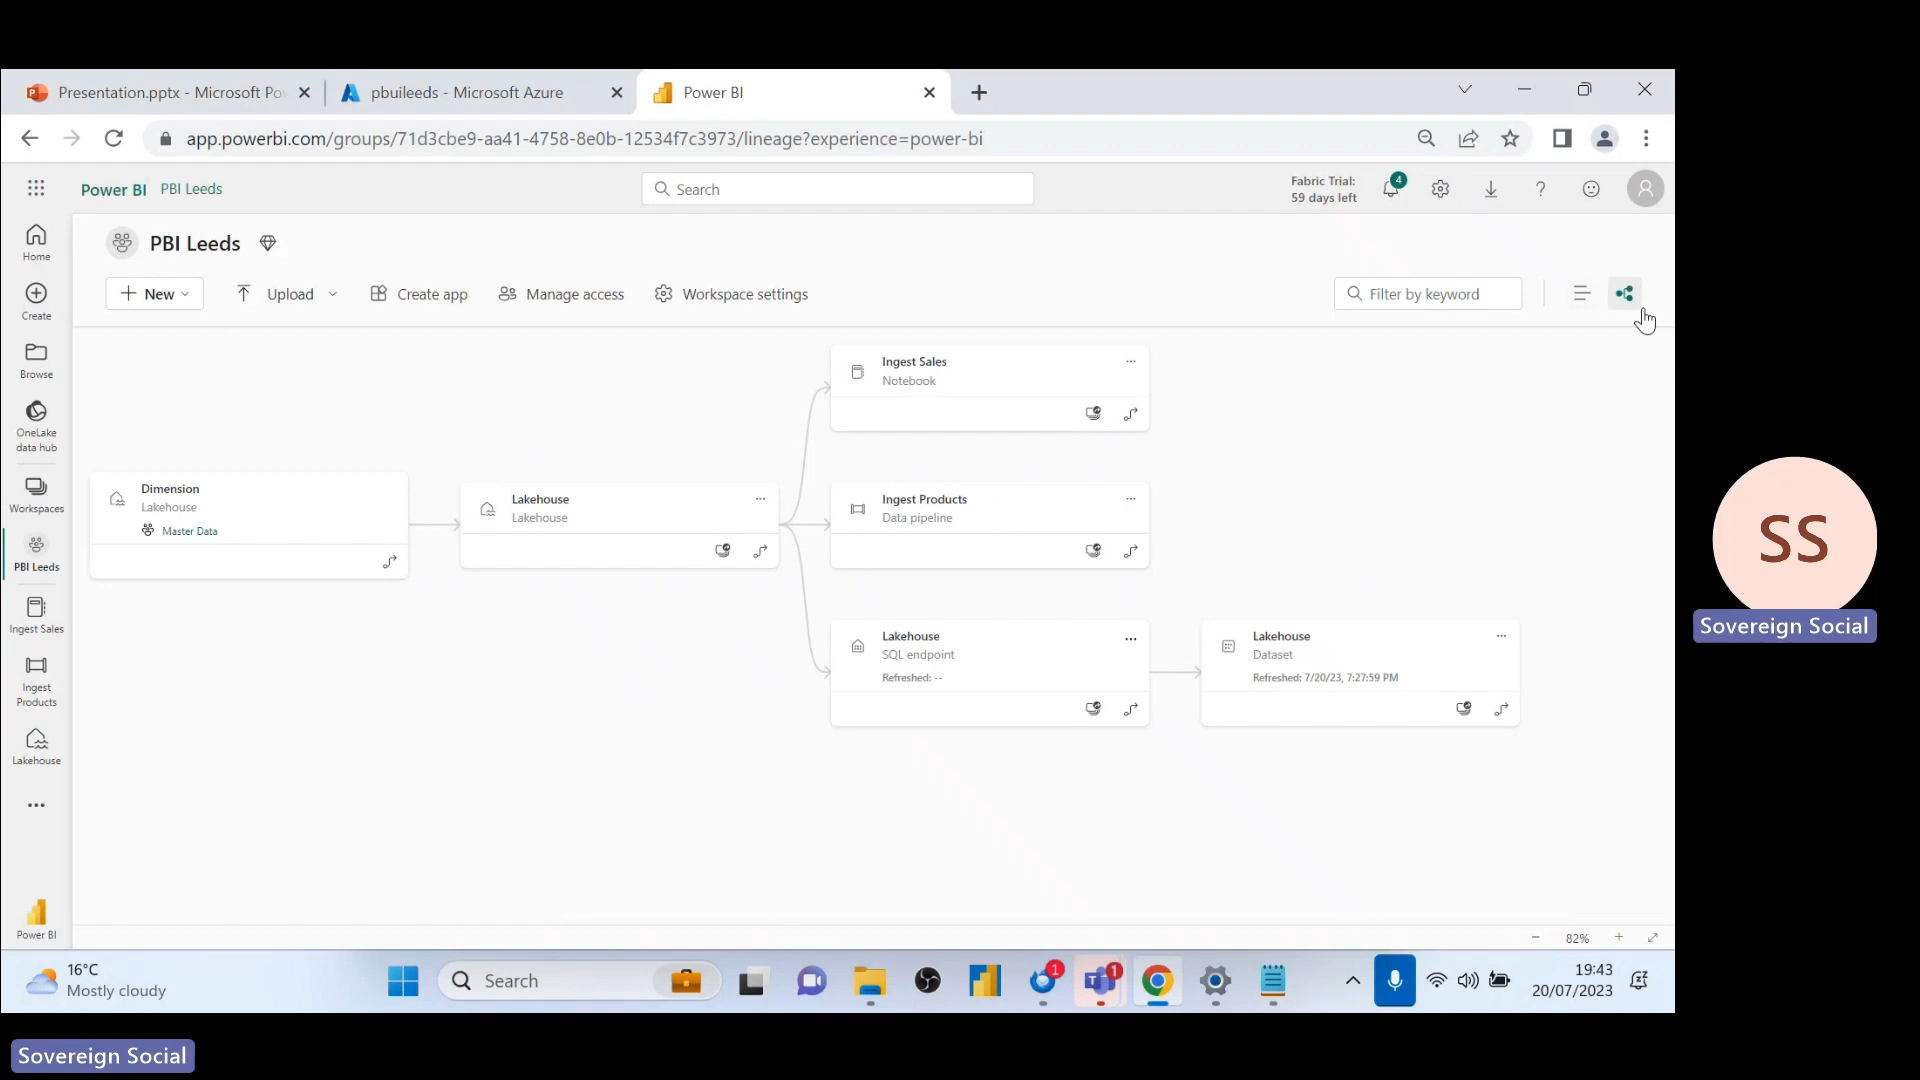 Presentation.pptx - Microsoft Po
pbuileeds - Microsoft Azure
Power BI
app.powerbi.com/groups/71d3cbe9-aa41-4758-8e0b-12534f7c3973/lineage?experience=power-bi
Power BI PBI Leeds
Search
Fabric Trial:
59 days left
4
PBI Leeds
New
Upload
Create app
Manage access
Workspace settings
Filter by keyword
Home
Create
Browse
OneLake
data hub
Workspaces
PBI Leeds
Ingest Sales
Ingest
Products
Lakehouse
Power BI
Dimension
Lakehouse
Master Data
Lakehouse
Lakehouse
Ingest Sales
Notebook
Ingest Products
Data pipeline
Lakehouse
SQL endpoint
Refreshed: --
Lakehouse
Dataset
Refreshed: 7/20/23, 7:27:59 PM
82%
16°C
Mostly cloudy
Search
1
1
19:43
20/07/2023
SS
Sovereign Social
Sovereign Social